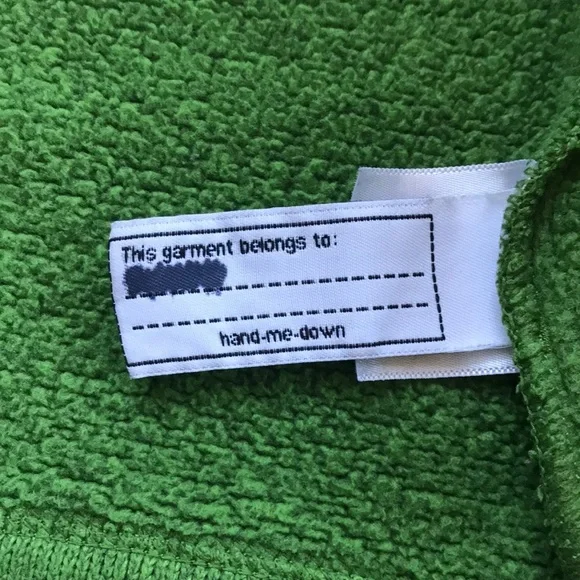 This garment belongs to:
hand-me-down